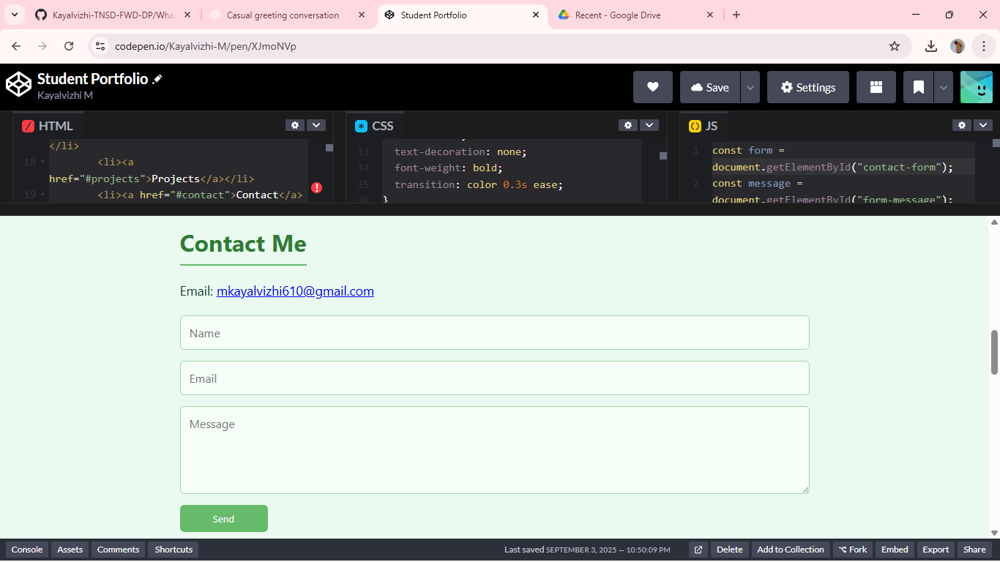 Kayalvizhi-TNSD-FWD-DP/Wha
Casual greeting conversation
Student Portfolio
Recent - Google Drive
codepen.io/Kayalvizhi-M/pen/XJmoNVp
Student Portfolio
Kayalvizhi M
Save
Settings
HTML
</li>
18 <li><a
href="#projects">Projects</a></li>
19 <li><a href="#contact">Contact</a>
CSS
33 text-decoration: none;
34 font-weight: bold;
35 transition: color 0.3s ease;
36 }
JS
1 const form =
document.getElementById("contact-form");
2 const message =
document.getElementById("form-message");
Contact Me
Email: mkayalvizhi610@gmail.com
Name
Email
Message
Send
Console
Assets
Comments
Shortcuts
Last saved SEPTEMBER 3, 2025 — 10:50:09 PM
Delete
Add to Collection
Fork
Embed
Export
Share